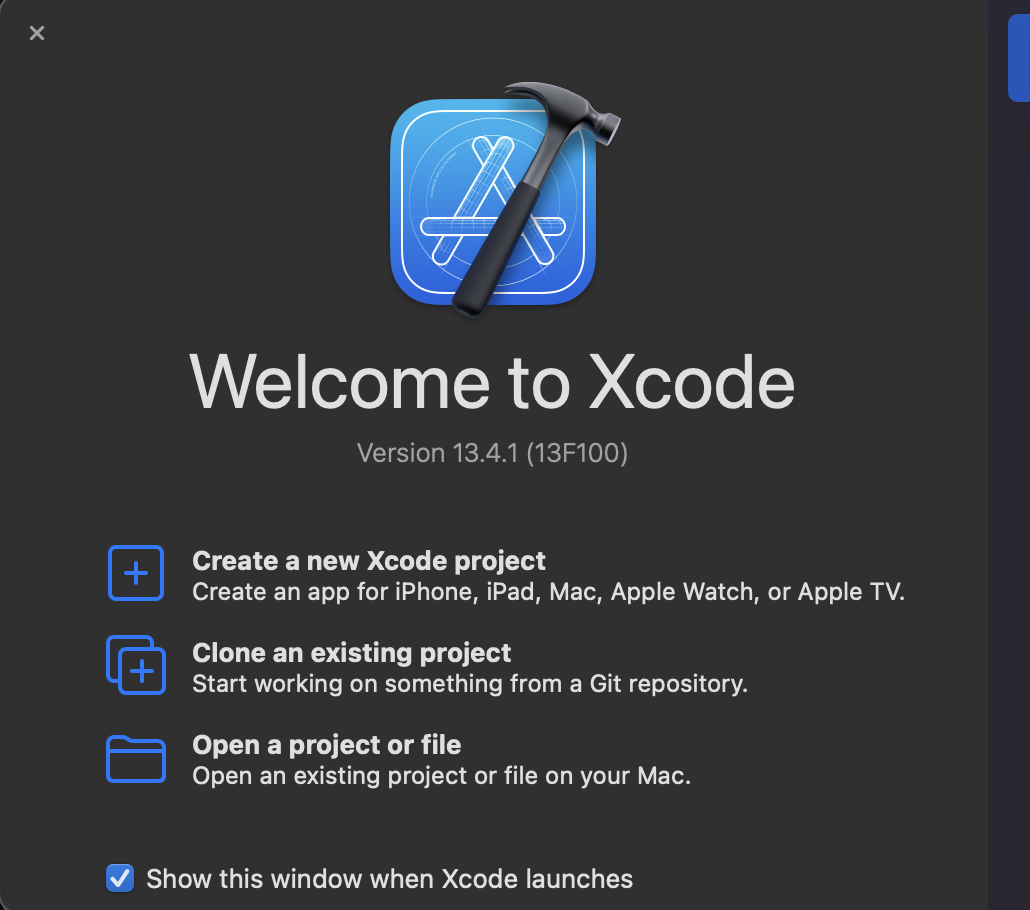 Welcome to Xcode
Version 13.4.1 (13F100)
Create a new Xcode project
Create an app for iPhone, iPad, Mac, Apple Watch, or Apple TV.
Clone an existing project
Start working on something from a Git repository.
Open a project or file
Open an existing project or file on your Mac.
Show this window when Xcode launches